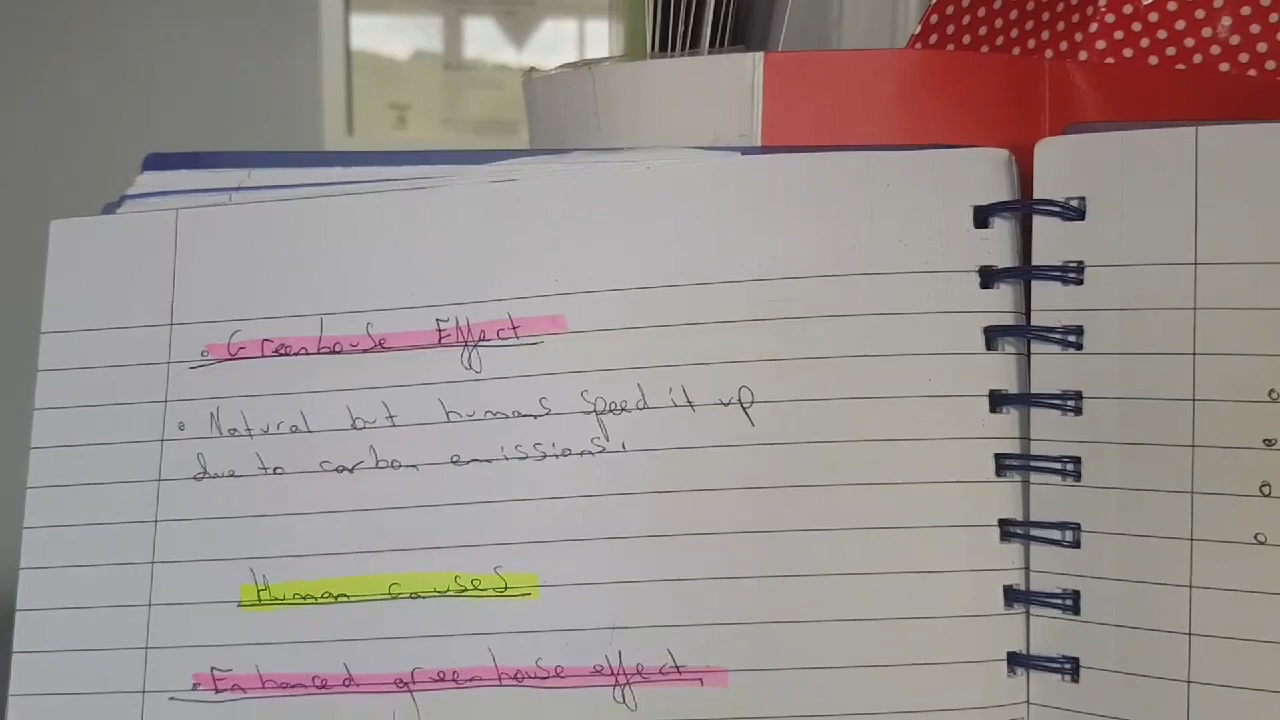 • Greenhouse Effect
• Natural but humans speed it up
due to carbon emissions.
Human causes
• Enhanced greenhouse effect